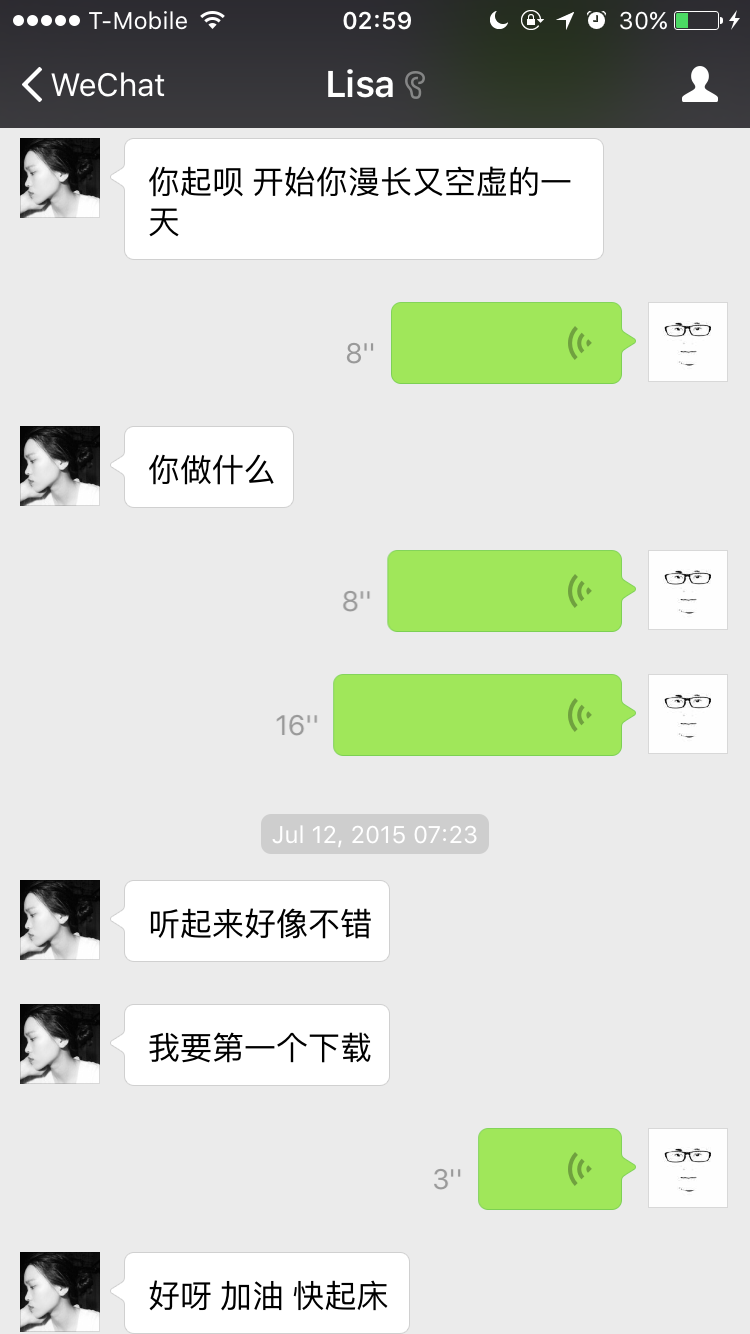 T-Mobile 02:59 30%
WeChat Lisa
你起呗 开始你漫长又空虚的一
天
8''
你做什么
8''
16''
Jul 12, 2015 07:23
听起来好像不错
我要第一个下载
3''
好呀 加油 快起床